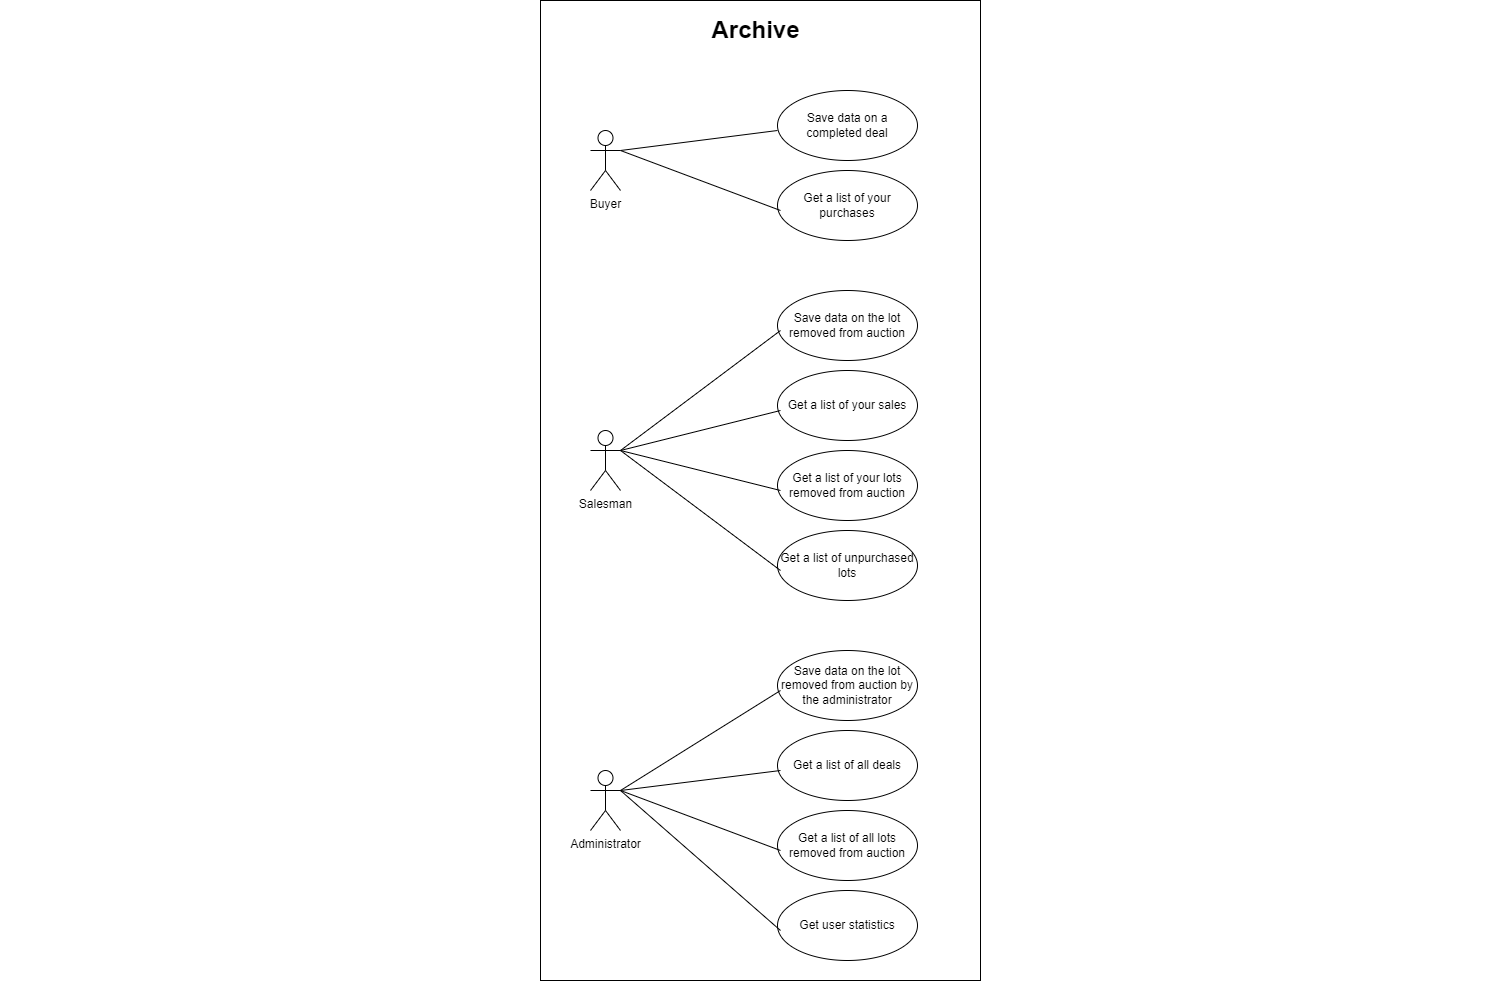 Archive
Save data on a
completed deal
Buyer
Get a list of your
purchases
Save data on the lot
removed from auction
Get a list of your sales
Get a list of your lots
removed from auction
Salesman
Get a list of unpurchased
lots
Save data on the lot
removed from auction by
the administrator
Get a list of all deals
Get a list of all lots
removed from auction
Administrator
Get user statistics